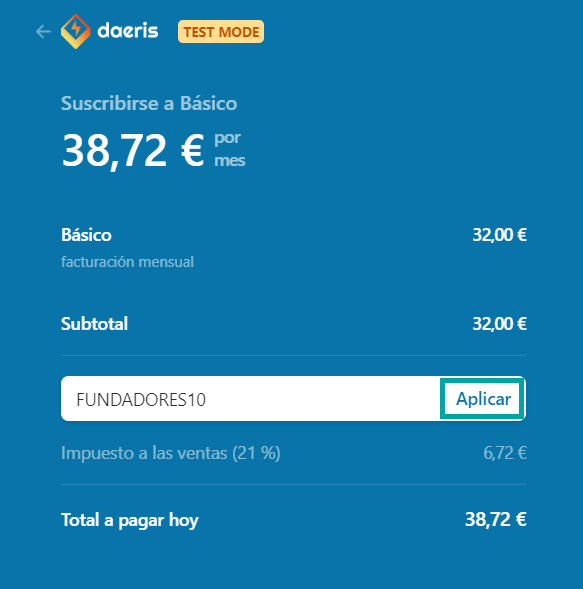 daeris TEST MODE
Suscribirse a Básico
38,72 € por
mes
Básico 32,00 €
facturación mensual
Subtotal 32,00 €
FUNDADORES10 Aplicar
Impuesto a las ventas (21 %) 6,72 €
Total a pagar hoy 38,72 €